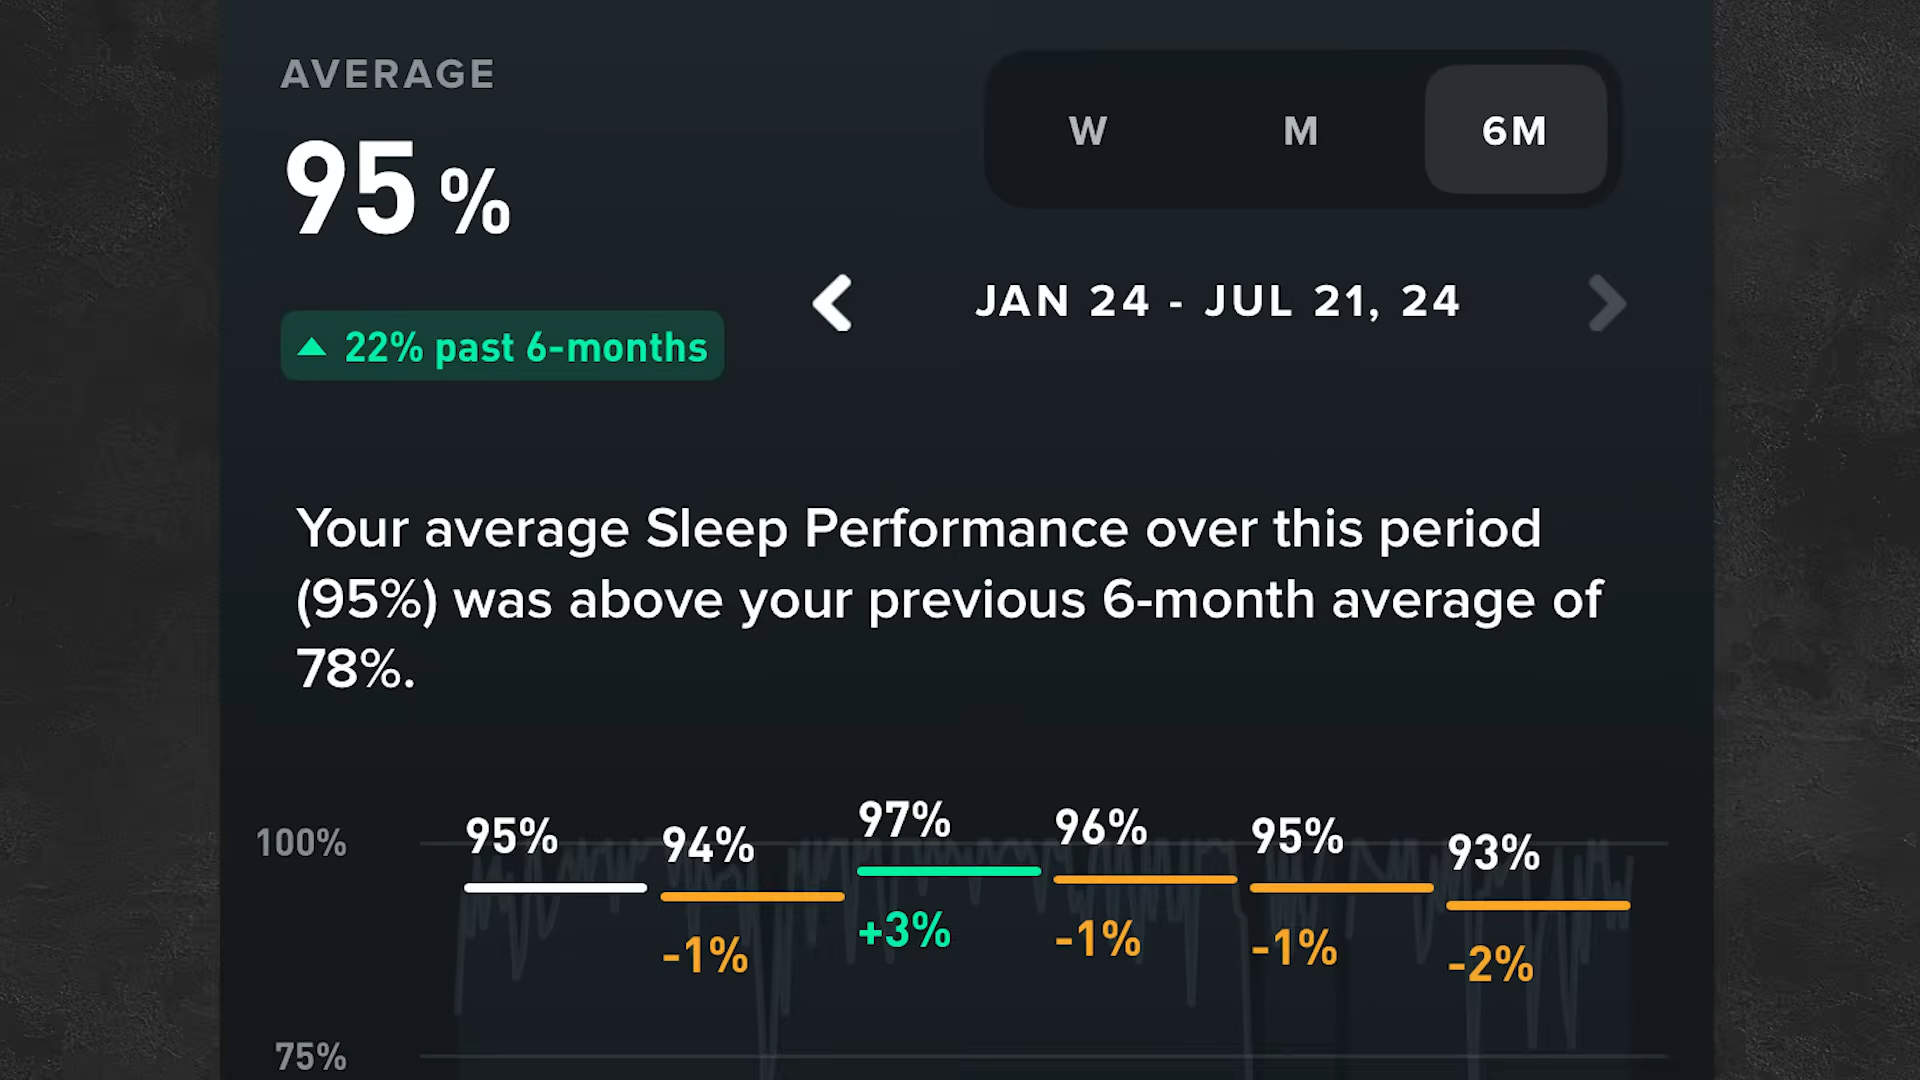 AVERAGE
W M 6M
95 %
JAN 24 - JUL 21, 24
22% past 6-months
Your average Sleep Performance over this period
(95%) was above your previous 6-month average of
78%.
100%
95% 94% 97% 96% 95% 93%
-1% +3% -1% -1% -2%
75%